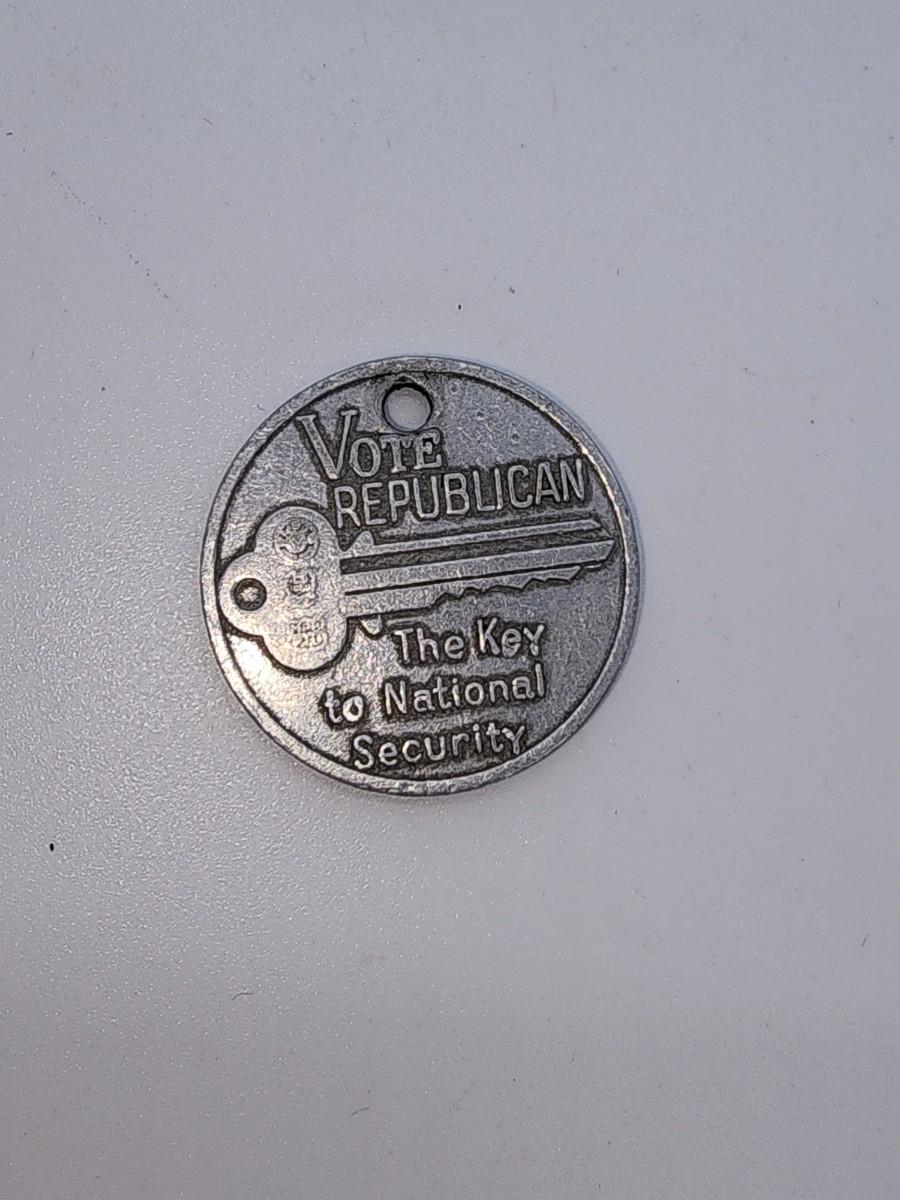 VOTE
REPUBLICAN
The Key
to National
Security